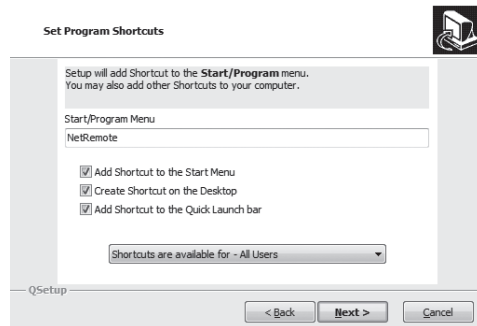 Set Program Shortcuts
Setup will add Shortcut to the Start/Program menu.
You may also add other Shortcuts to your computer.
Start/Program Menu
NetRemote
Add Shortcut to the Start Menu
Create Shortcut on the Desktop
Add Shortcut to the Quick Launch bar
Shortcuts are available for - All Users
QSetup
< Back
Next >
Cancel